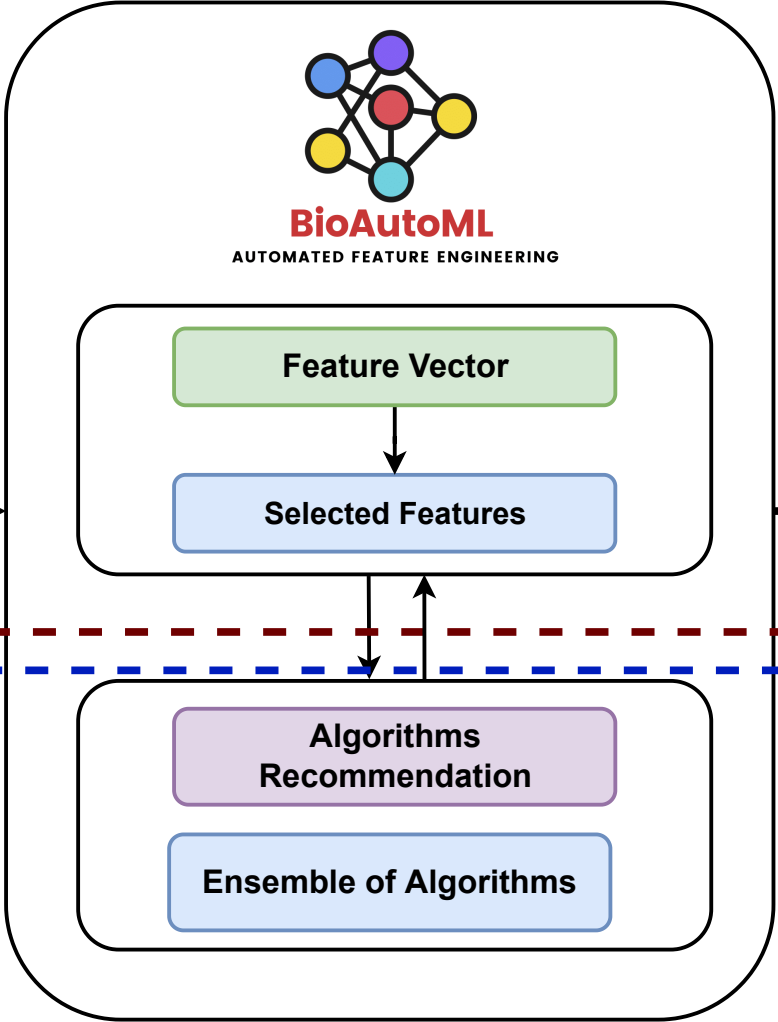 BioAutoML
AUTOMATED FEATURE ENGINEERING
Feature Vector
Selected Features
Algorithms
Recommendation
Ensemble of Algorithms